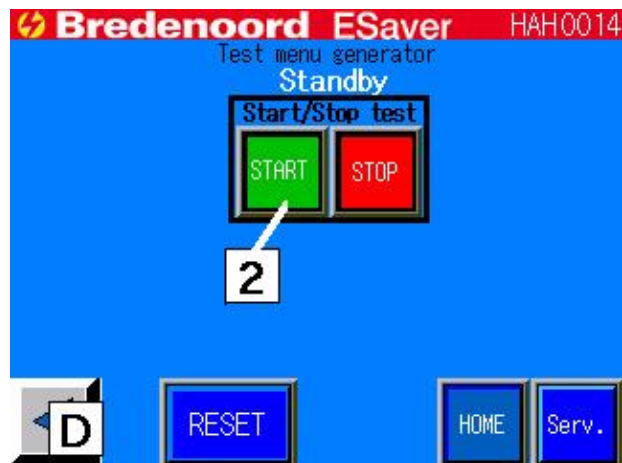 Bredenoord ESaver HAH0014
Test menu generator
Standby
Start/Stop test
START STOP
2
D RESET HOME Serv.